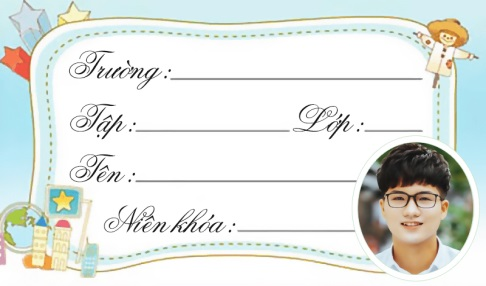 Trường:
Tập: Lớp:
Tên:
Niên khóa: